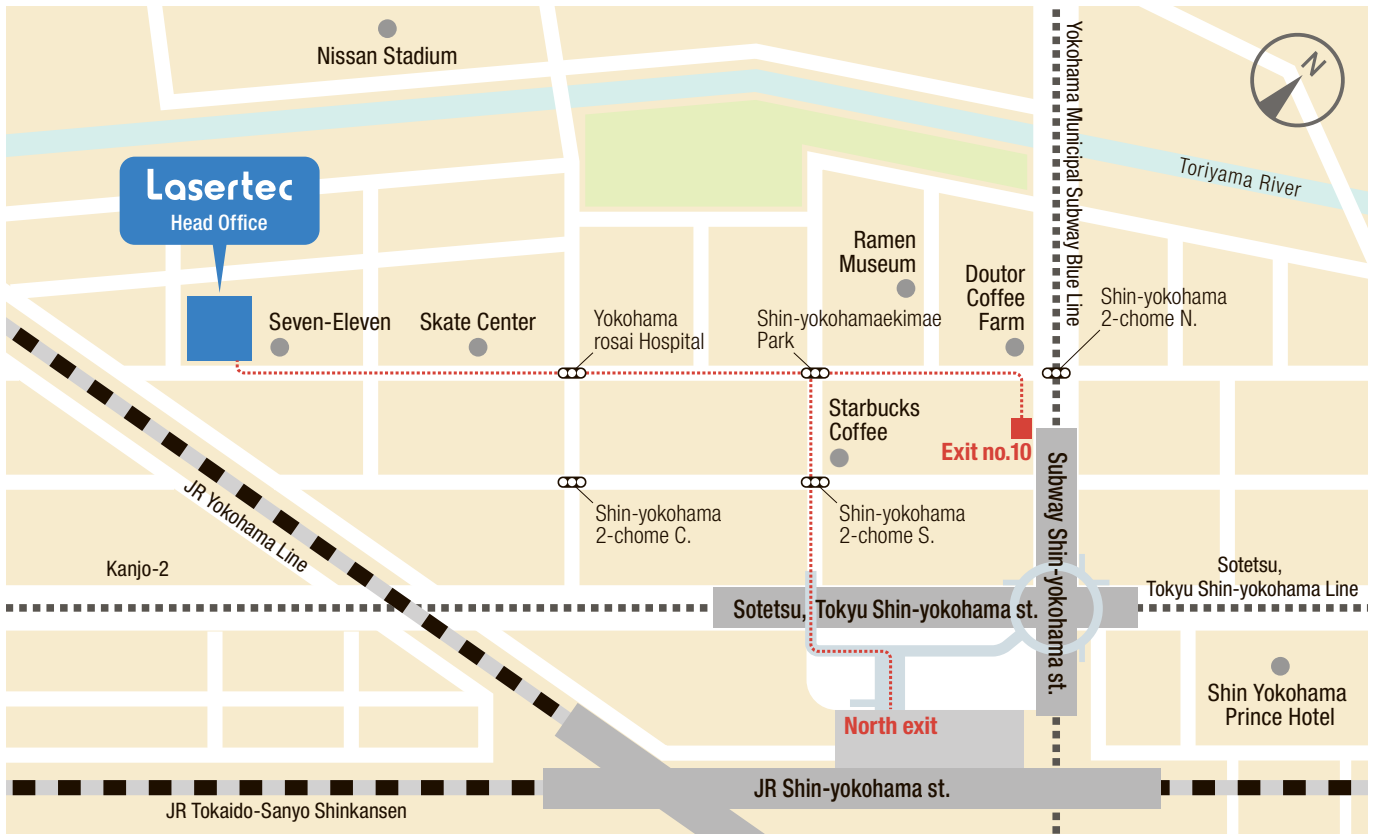 Nissan Stadium
Yokohama Municipal Subway Blue Line
N
Toriyama River
Lasertec
Head Office
Ramen
Museum
Doutor
Coffee
Farm
Shin-yokohama
2-chome N.
Seven-Eleven
Skate Center
Yokohama
rosai Hospital
Shin-yokohamaekimae
Park
Starbucks
Coffee
Exit no.10
Subway Shin-yokohama st.
JR Yokohama Line
Shin-yokohama
2-chome C.
Shin-yokohama
2-chome S.
Kanjo-2
Sotetsu,
Tokyu Shin-yokohama Line
Sotetsu, Tokyu Shin-yokohama st.
Shin Yokohama
Prince Hotel
North exit
JR Shin-yokohama st.
JR Tokaido-Sanyo Shinkansen